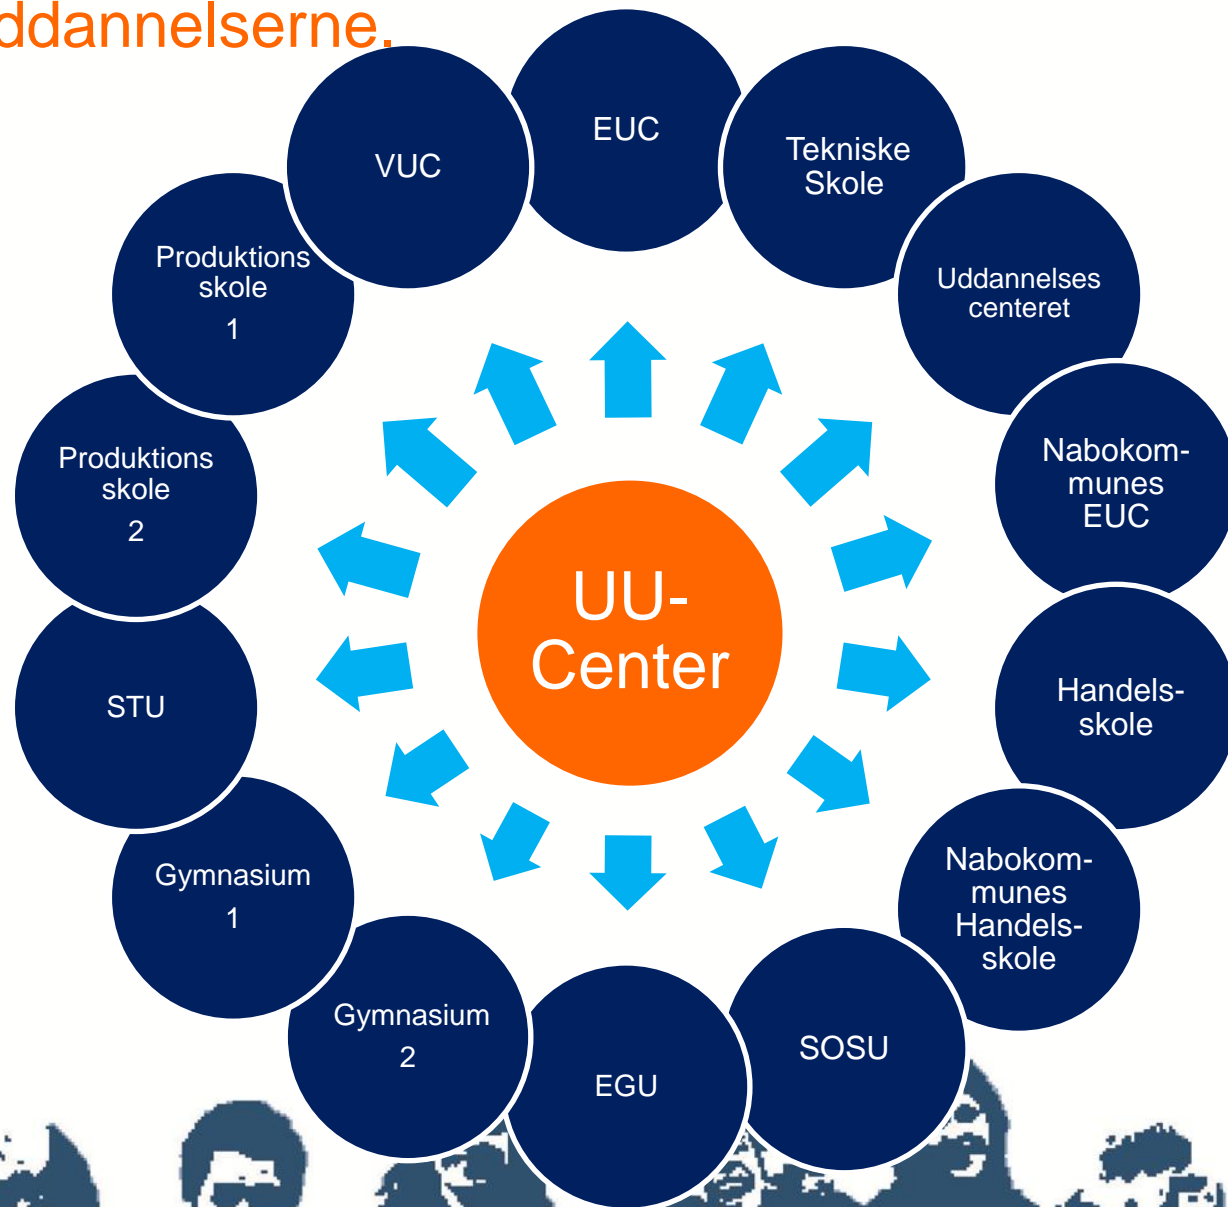 ddannelserne.
EUC
Tekniske
Skole
Uddannelses
centeret
Nabokom-
munes
EUC
Handels-
skole
Nabokom-
munes
Handels-
skole
SOSU
EGU
Gymnasium
2
Gymnasium
1
STU
Produktions
skole
2
Produktions
skole
1
VUC
UU-
Center